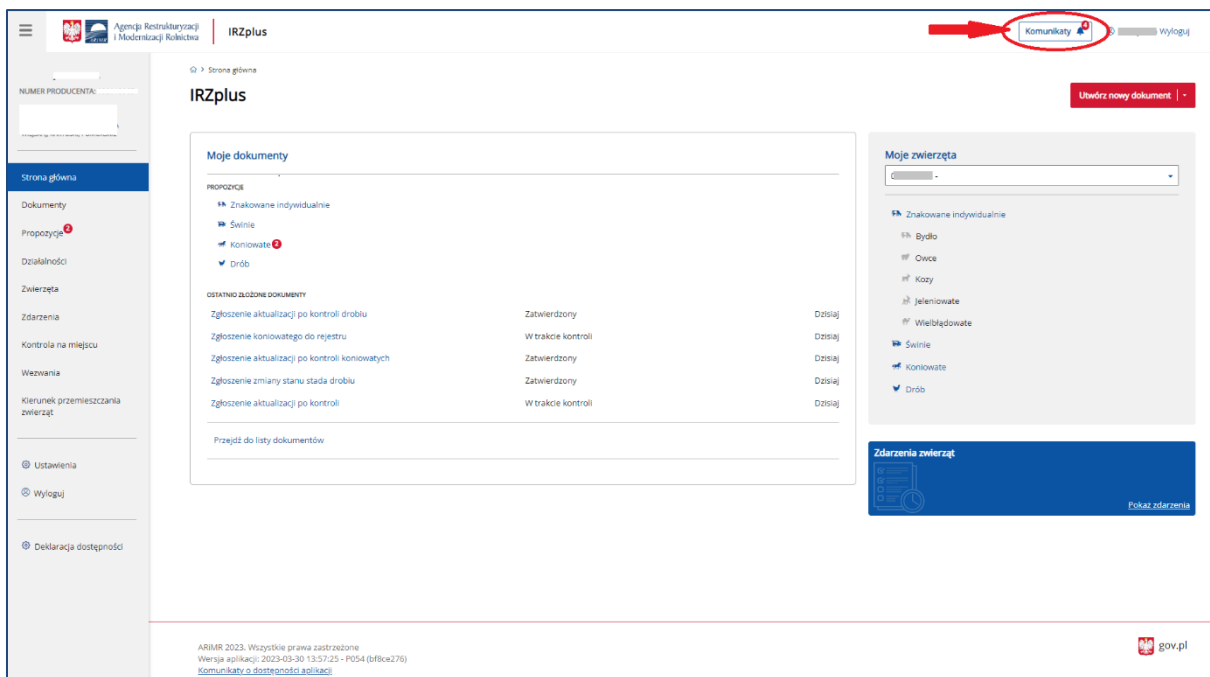 Agencja Restrukturyzacji
i Modernizacji Rolnictwa
IRZplus
Komunikaty 4
Wyloguj
Strona główna
IRZplus
Utwórz nowy dokument
NUMER PRODUCENTA:
Strona główna
Dokumenty
Propozycje 2
Działalności
Zwierzęta
Zdarzenia
Kontrola na miejscu
Wezwania
Kierunek przemieszczania
zwierząt
Ustawienia
Wyloguj
Deklaracja dostępności
Moje dokumenty
PROPOZYCJE
Znakowane indywidualnie
Świnie
Koniowate 2
Drób
OSTATNIO ZŁOŻONE DOKUMENTY
Zgłoszenie aktualizacji po kontroli drobiu Zatwierdzony Dzisiaj
Zgłoszenie koniowatego do rejestru W trakcie kontroli Dzisiaj
Zgłoszenie aktualizacji po kontroli koniowatych Zatwierdzony Dzisiaj
Zgłoszenie zmiany stanu stada drobiu Zatwierdzony Dzisiaj
Zgłoszenie aktualizacji po kontroli W trakcie kontroli Dzisiaj
Przejdź do listy dokumentów
Moje zwierzęta
Znakowane indywidualnie
Bydło
Owce
Kozy
Jeleniowate
Wielbłądowate
Świnie
Koniowate
Drób
Zdarzenia zwierząt
Pokaż zdarzenia
ARiMR 2023. Wszystkie prawa zastrzeżone
Wersja aplikacji: 2023-03-30 13:57:25 - P054 (bf8ce276)
Komunikaty o dostępności aplikacji
gov.pl